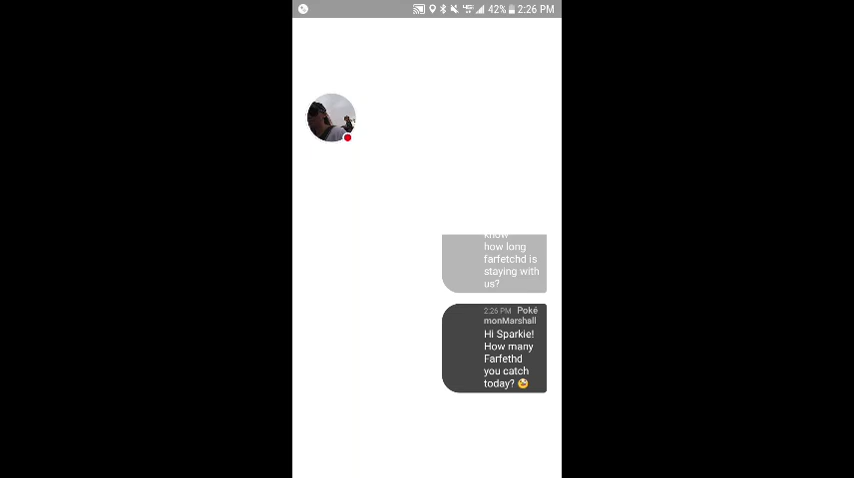 42% 2:26 PM
know
how long
farfetchd is
staying with
us?
2:26 PM Poké
monMarshall
Hi Sparkie!
How many
Farfethd
you catch
today?